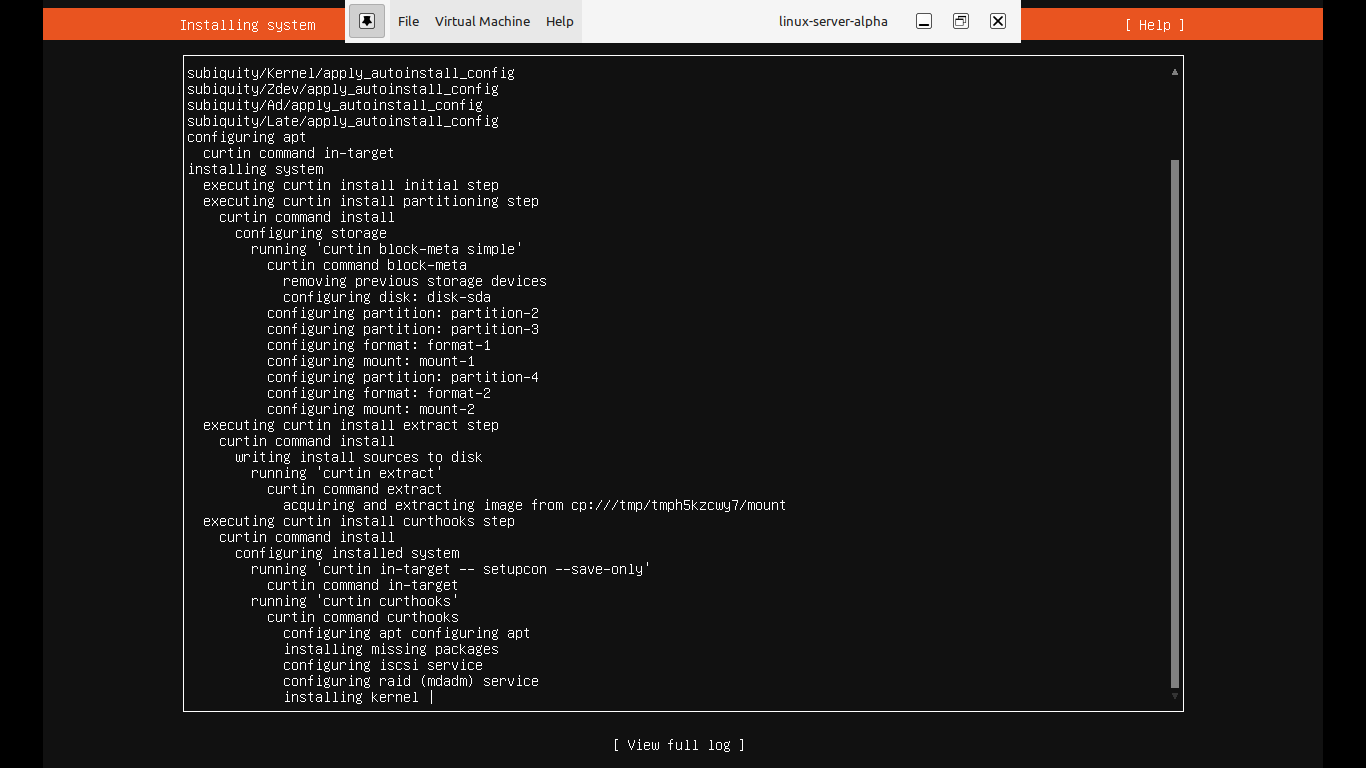 Installing system
File Virtual Machine Help
linux-server-alpha
[ Help ]
subiquity/Kernel/apply_autoinstall_config
subiquity/Zdev/apply_autoinstall_config
subiquity/Ad/apply_autoinstall_config
subiquity/Late/apply_autoinstall_config
configuring apt
curtin command in-target
installing system
executing curtin install initial step
executing curtin install partitioning step
curtin command install
configuring storage
running 'curtin block-meta simple'
curtin command block-meta
removing previous storage devices
configuring disk: disk-sda
configuring partition: partition-2
configuring partition: partition-3
configuring format: format-1
configuring mount: mount-1
configuring partition: partition-4
configuring format: format-2
configuring mount: mount-2
executing curtin install extract step
curtin command install
writing install sources to disk
running 'curtin extract'
curtin command extract
acquiring and extracting image from cp:///tmp/tmph5kzcwy7/mount
executing curtin install curthooks step
curtin command install
configuring installed system
running 'curtin in-target -- setupcon --save-only'
curtin command in-target
running 'curtin curthooks'
curtin command curthooks
configuring apt configuring apt
installing missing packages
configuring iscsi service
configuring raid (mdadm) service
installing kernel |
[ View full log ]